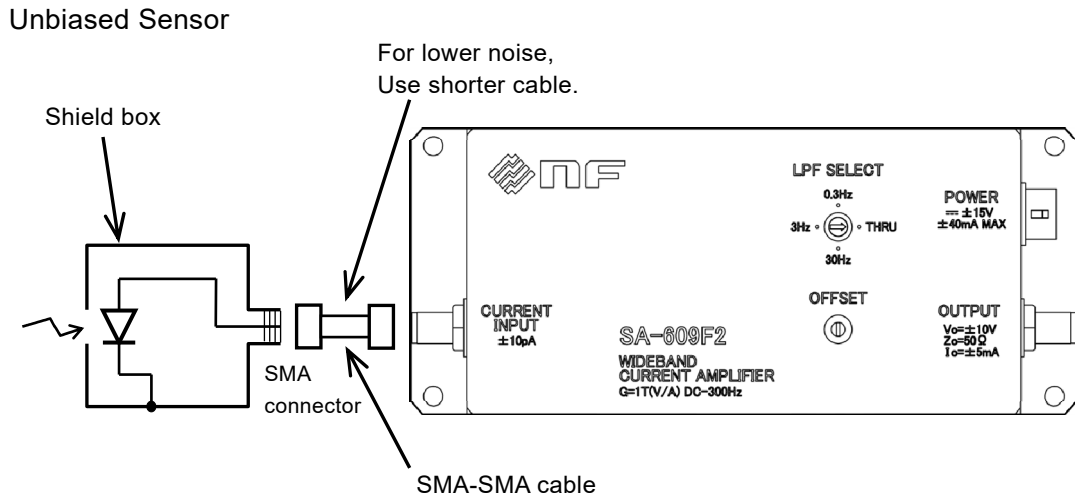 Unbiased Sensor
For lower noise,
Use shorter cable.
Shield box
NF
LPF SELECT
0.3Hz
3Hz
THRU
30Hz
POWER
⎓ ±15V
±40mA MAX
OFFSET
CURRENT
INPUT
±10pA
OUTPUT
Vo=±10V
Zo=50Ω
Io=±5mA
SA-609F2
WIDEBAND
CURRENT AMPLIFIER
G=1T(V/A) DC-300Hz
SMA
connector
SMA-SMA cable